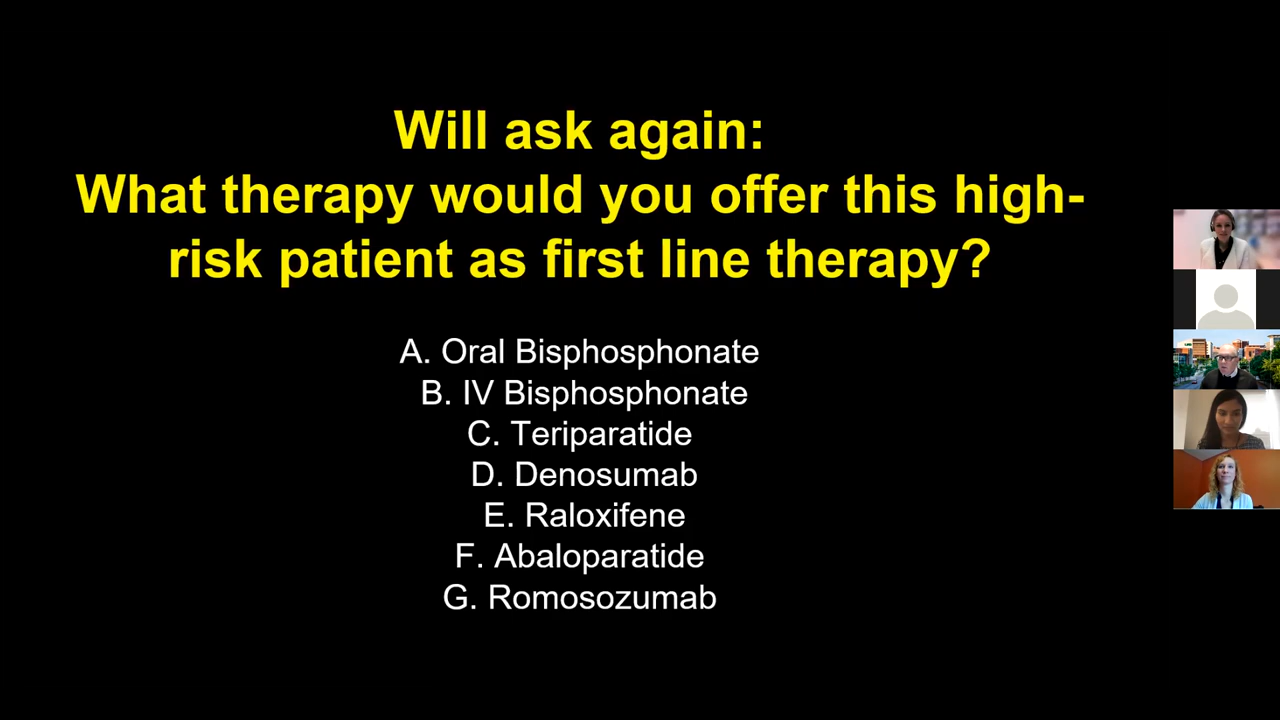 Will ask again:
What therapy would you offer this high-
risk patient as first line therapy?
A. Oral Bisphosphonate
B. IV Bisphosphonate
C. Teriparatide
D. Denosumab
E. Raloxifene
F. Abaloparatide
G. Romosozumab